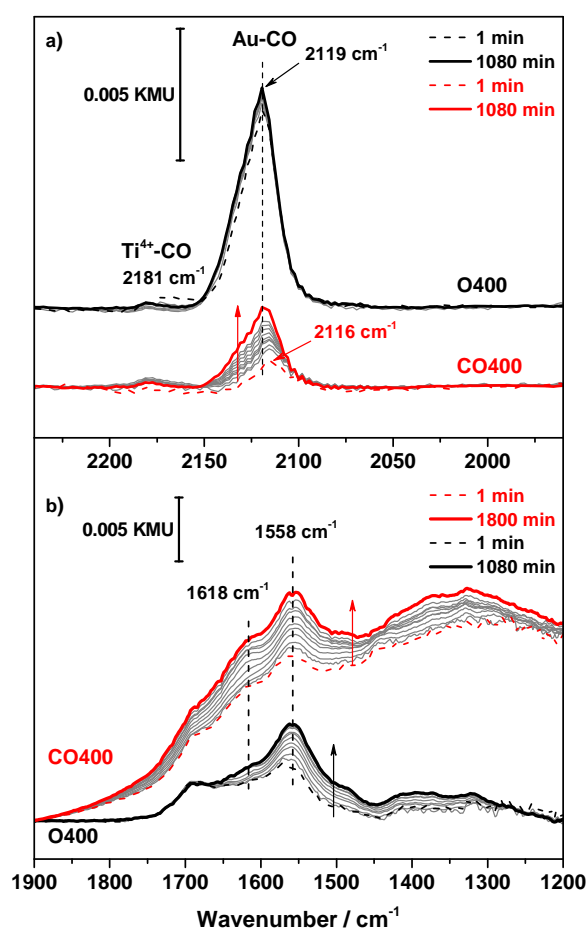 a)
Au-CO
2119 cm⁻¹
1 min
1080 min
1 min
1080 min
0.005 KMU
Ti⁴⁺-CO
2181 cm⁻¹
O400
2116 cm⁻¹
CO400
2200 2150 2100 2050 2000
b)
0.005 KMU
1558 cm⁻¹
1618 cm⁻¹
1 min
1800 min
1 min
1080 min
CO400
O400
1900 1800 1700 1600 1500 1400 1300 1200
Wavenumber / cm⁻¹